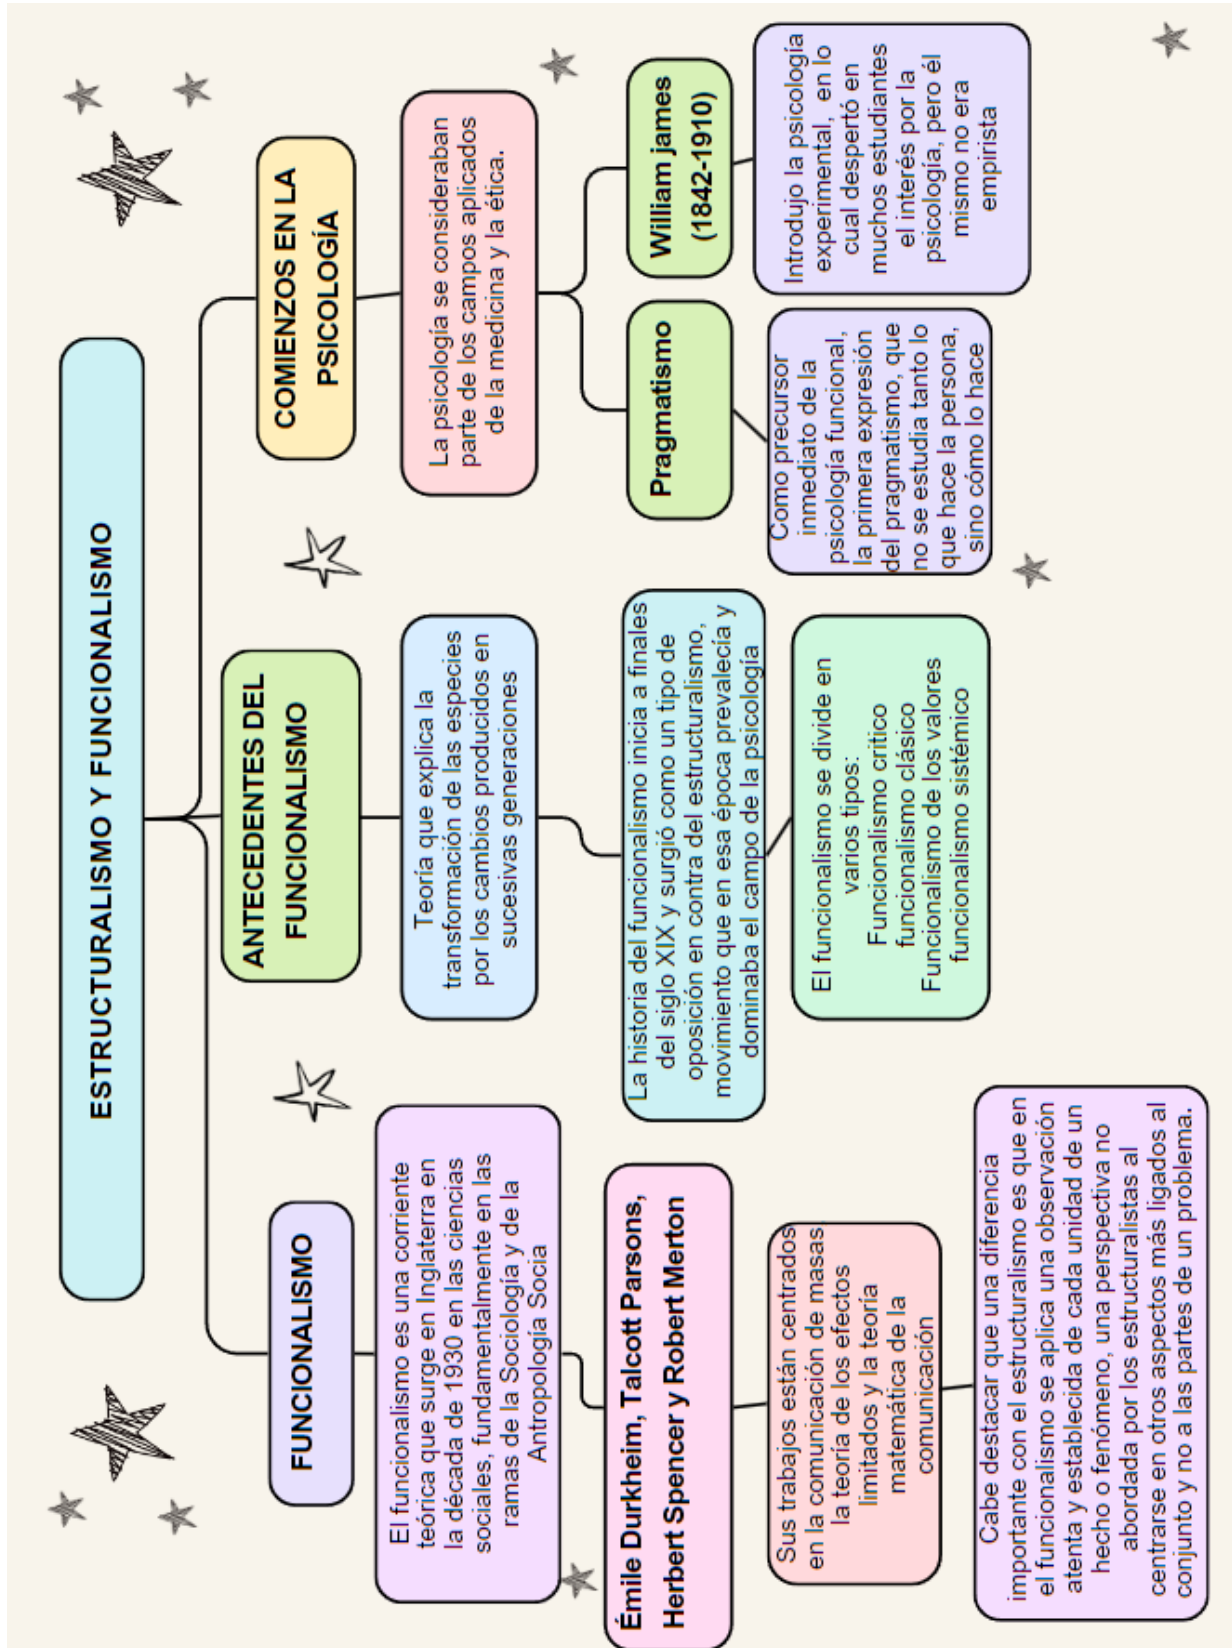 ESTRUCTURALISMO Y FUNCIONALISMO
FUNCIONALISMO
El funcionalismo es una corriente
teórica que surge en Inglaterra en
la década de 1930 en las ciencias
sociales, fundamentalmente en las
ramas de la Sociología y de la
Antropología Socia
Émile Durkheim, Talcott Parsons,
Herbert Spencer y Robert Merton
Sus trabajos están centrados
en la comunicación de masas
la teoría de los efectos
limitados y la teoría
matemática de la
comunicación
Cabe destacar que una diferencia
importante con el estructuralismo es que en
el funcionalismo se aplica una observación
atenta y establecida de cada unidad de un
hecho o fenómeno, una perspectiva no
abordada por los estructuralistas al
centrarse en otros aspectos más ligados al
conjunto y no a las partes de un problema.
ANTECEDENTES DEL
FUNCIONALISMO
Teoría que explica la
transformación de las especies
por los cambios producidos en
sucesivas generaciones
La historia del funcionalismo inicia a finales
del siglo XIX y surgió como un tipo de
oposición en contra del estructuralismo,
movimiento que en esa época prevalecía y
dominaba el campo de la psicología
El funcionalismo se divide en
varios tipos:
Funcionalismo critico
funcionalismo clásico
Funcionalismo de los valores
funcionalismo sistémico
COMIENZOS EN LA
PSICOLOGÍA
La psicología se consideraban
parte de los campos aplicados
de la medicina y la ética.
Pragmatismo
Como precursor
inmediato de la
psicología funcional,
la primera expresión
del pragmatismo, que
no se estudia tanto lo
que hace la persona,
sino cómo lo hace
William james
(1842-1910)
Introdujo la psicología
experimental, en lo
cual despertó en
muchos estudiantes
el interés por la
psicología, pero él
mismo no era
empirista